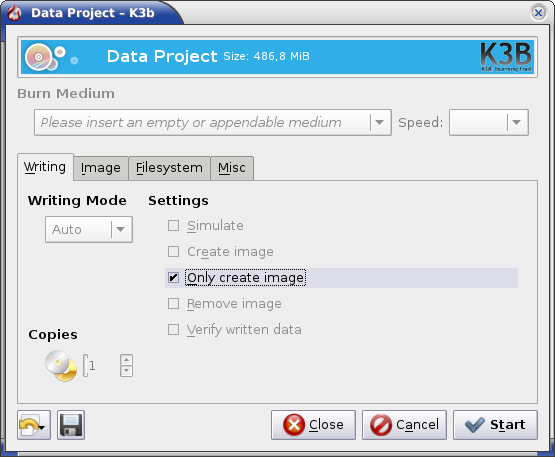 Data Project – K3b
Data Project Size: 486,8 MiB
K3B
KDE Burning Tool
Burn Medium
Please insert an empty or appendable medium
Speed:
Writing Image Filesystem Misc
Writing Mode
Settings
Auto
Simulate
Create image
Only create image
Remove image
Verify written data
Copies
1
Close Cancel Start